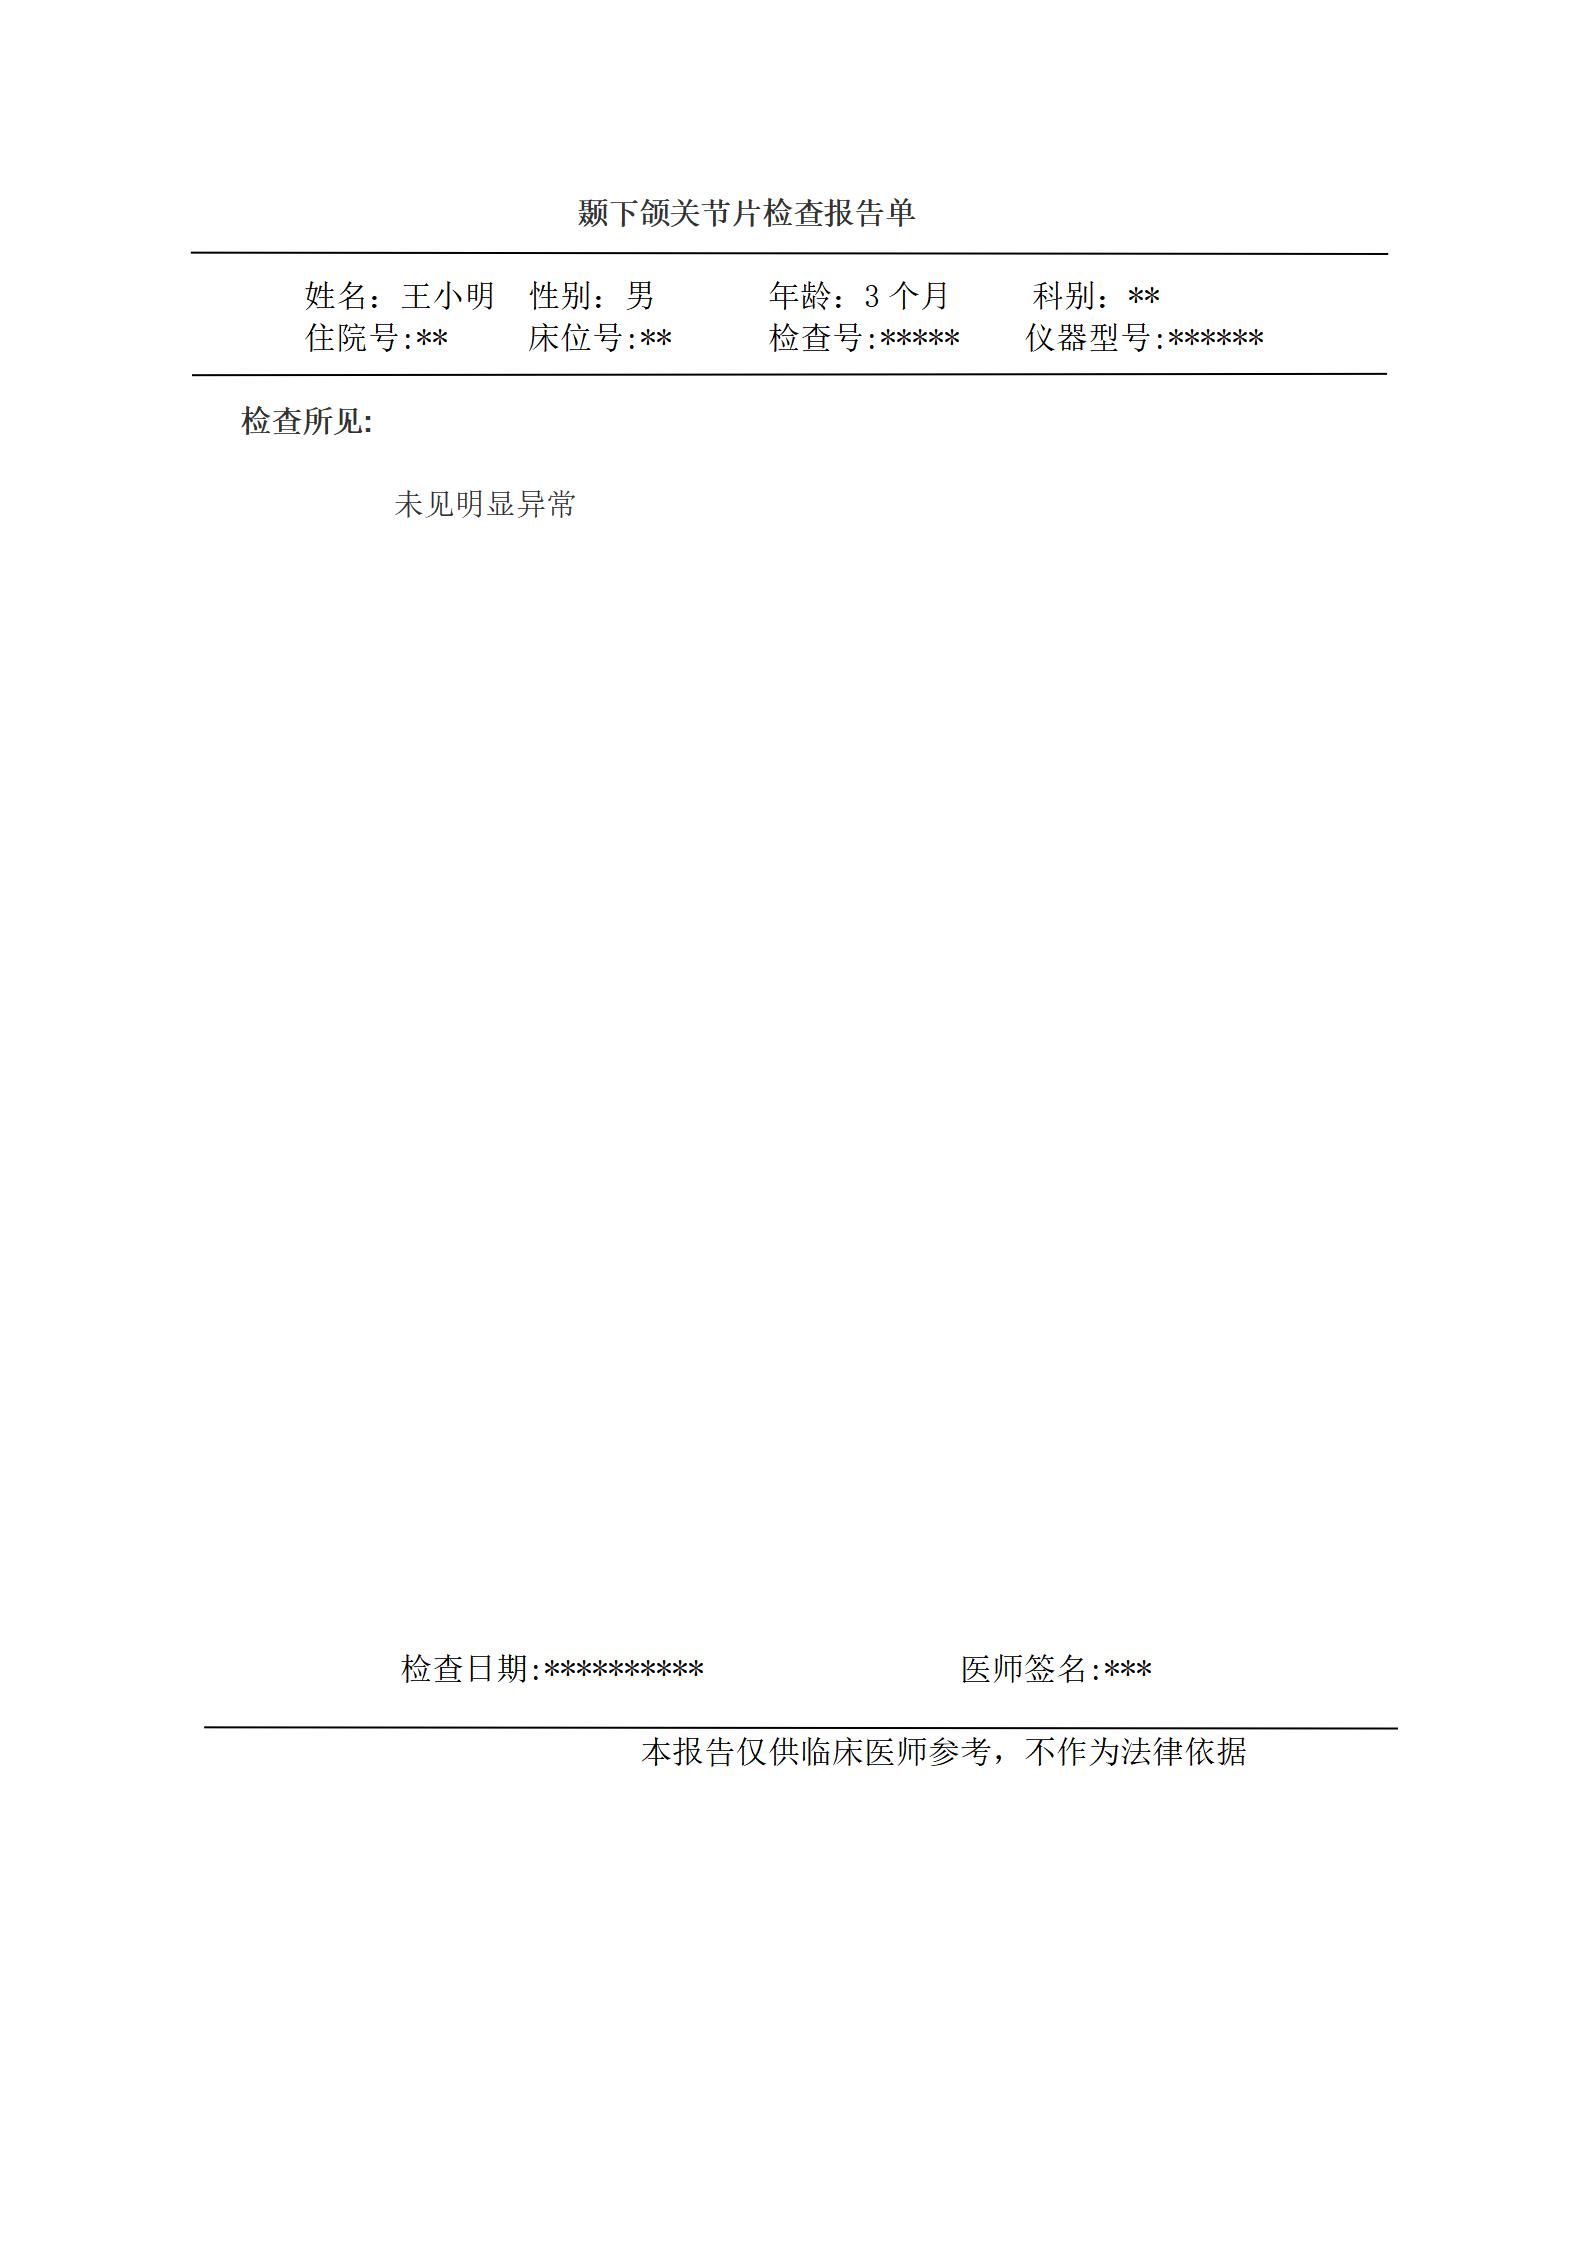 颞下颌关节片检查报告单
姓名：王小明 性别：男 年龄：3 个月 科别：**
住院号:** 床位号:** 检查号:***** 仪器型号:******
检查所见:
未见明显异常
检查日期:********** 医师签名:***
本报告仅供临床医师参考，不作为法律依据